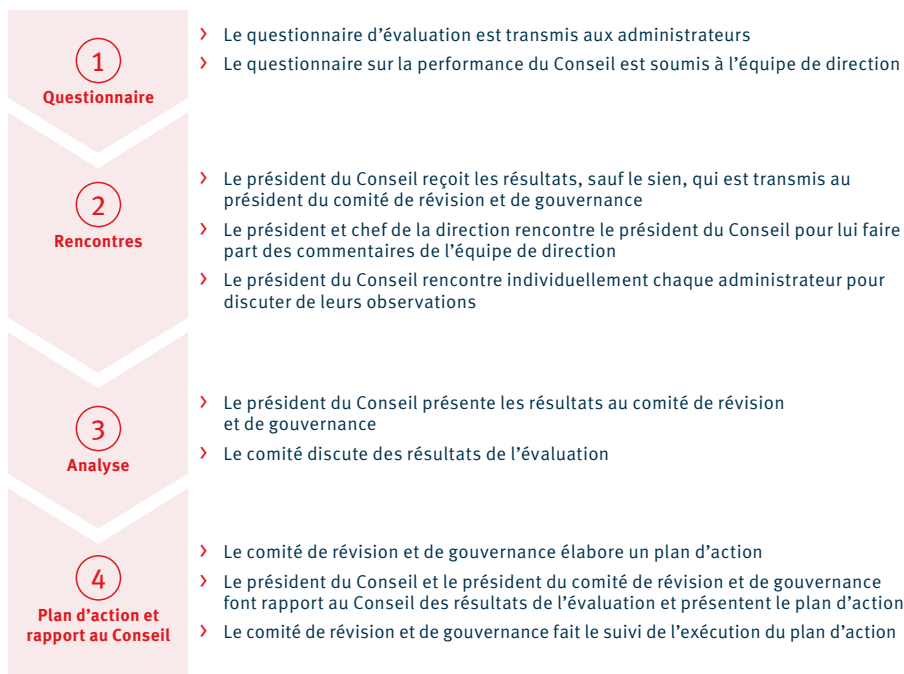 1
Questionnaire
> Le questionnaire d’évaluation est transmis aux administrateurs
> Le questionnaire sur la performance du Conseil est soumis à l’équipe de direction
2
Rencontres
> Le président du Conseil reçoit les résultats, sauf le sien, qui est transmis au
président du comité de révision et de gouvernance
> Le président et chef de la direction rencontre le président du Conseil pour lui faire
part des commentaires de l’équipe de direction
> Le président du Conseil rencontre individuellement chaque administrateur pour
discuter de leurs observations
3
Analyse
> Le président du Conseil présente les résultats au comité de révision
et de gouvernance
> Le comité discute des résultats de l’évaluation
4
Plan d’action et
rapport au Conseil
> Le comité de révision et de gouvernance élabore un plan d’action
> Le président du Conseil et le président du comité de révision et de gouvernance
font rapport au Conseil des résultats de l’évaluation et présentent le plan d’action
> Le comité de révision et de gouvernance fait le suivi de l’exécution du plan d’action